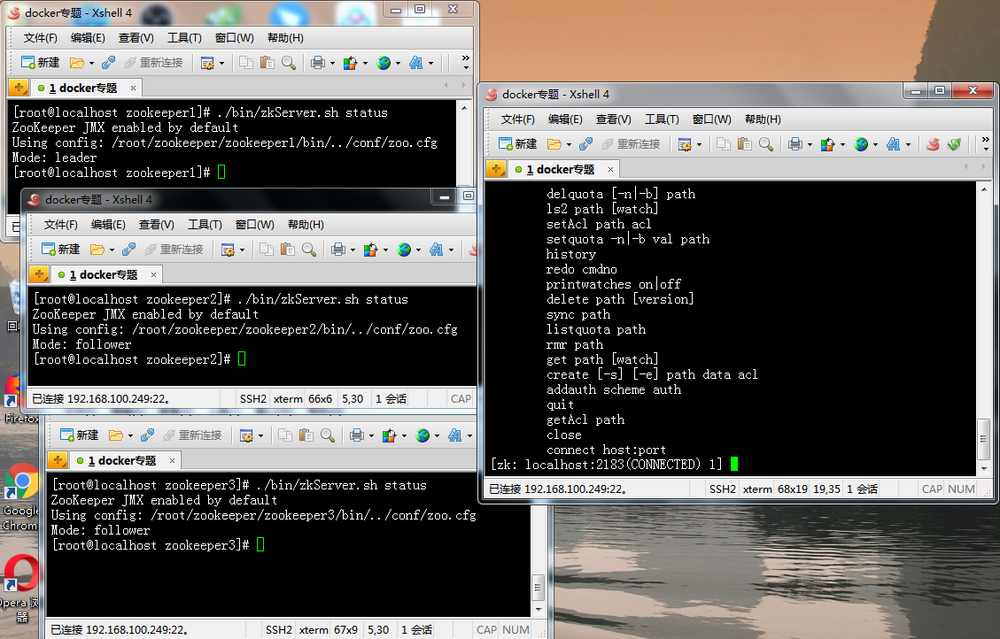 docker专题 - Xshell 4
文件(F) 编辑(E) 查看(V) 工具(T) 窗口(W) 帮助(H)
新建 重新连接
1 docker专题
[root@localhost zookeeper1]# ./bin/zkServer.sh status
ZooKeeper JMX enabled by default
Using config: /root/zookeeper/zookeeper1/bin/../conf/zoo.cfg
Mode: leader
[root@localhost zookeeper1]#
docker专题 - Xshell 4
文件(F) 编辑(E) 查看(V) 工具(T) 窗口(W) 帮助(H)
新建 重新连接
1 docker专题
[root@localhost zookeeper2]# ./bin/zkServer.sh status
ZooKeeper JMX enabled by default
Using config: /root/zookeeper/zookeeper2/bin/../conf/zoo.cfg
Mode: follower
[root@localhost zookeeper2]#
已连接 192.168.100.249:22。 SSH2 xterm 66x6 5,30 1 会话 CAP
新建 重新连接
1 docker专题
[root@localhost zookeeper3]# ./bin/zkServer.sh status
ZooKeeper JMX enabled by default
Using config: /root/zookeeper/zookeeper3/bin/../conf/zoo.cfg
Mode: follower
[root@localhost zookeeper3]#
已连接 192.168.100.249:22。 SSH2 xterm 67x9 5,30 1 会话 CAP NUM
docker专题 - Xshell 4
文件(F) 编辑(E) 查看(V) 工具(T) 窗口(W) 帮助(H)
新建 重新连接
1 docker专题
delquota [-n|-b] path
ls2 path [watch]
setAcl path acl
setquota -n|-b val path
history
redo cmdno
printwatches on|off
delete path [version]
sync path
listquota path
rmr path
get path [watch]
create [-s] [-e] path data acl
addauth scheme auth
quit
getAcl path
close
connect host:port
[zk: localhost:2183(CONNECTED) 1]
已连接 192.168.100.249:22。 SSH2 xterm 68x19 19,35 1 会话 CAP NUM
Firefox
Google
Chrom
Opera 浏
器